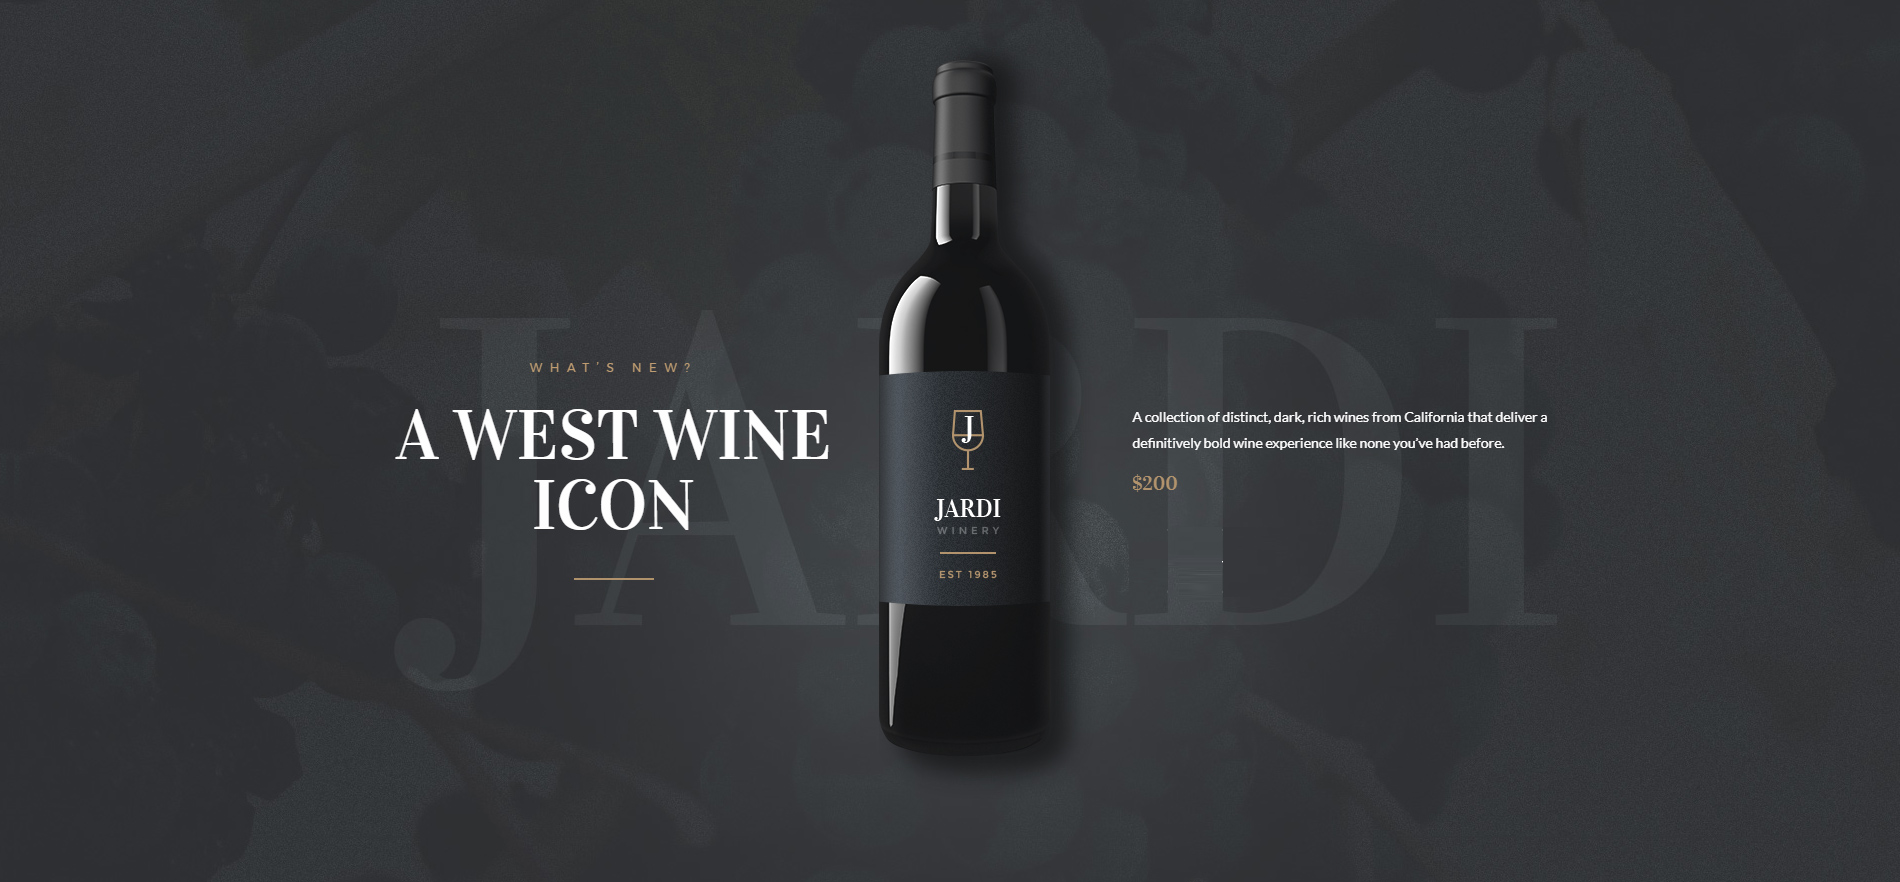 JARDI
WHAT'S NEW?
A WEST WINE
ICON
J
JARDI
WINERY
EST 1985
A collection of distinct, dark, rich wines from California that deliver a
definitively bold wine experience like none you've had before.
$200